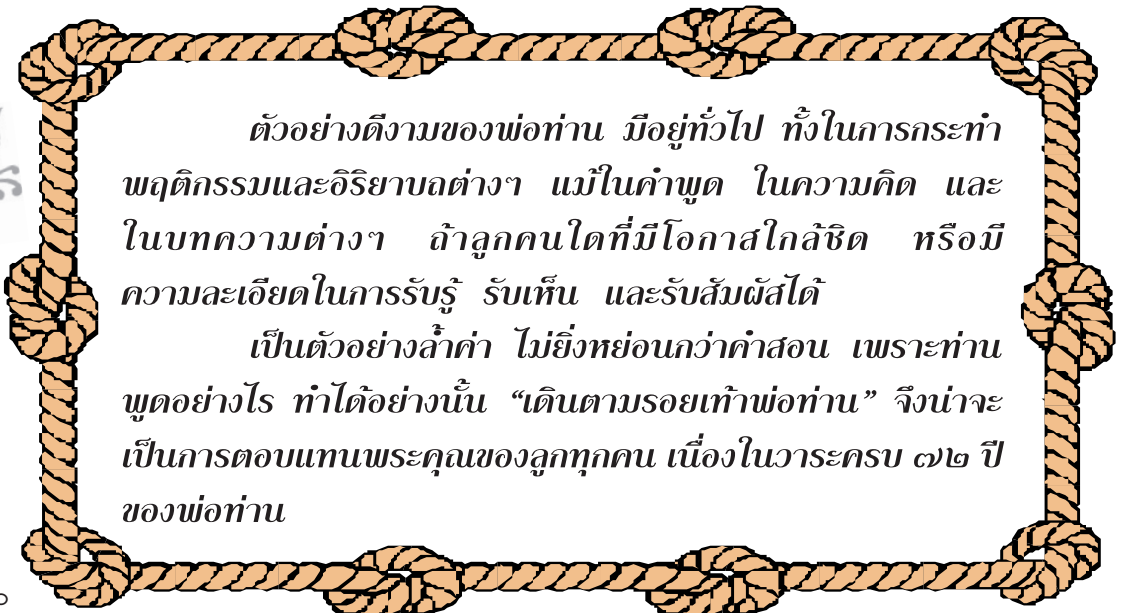 ตัวอย่างดีงามของพ่อท่าน มีอยู่ทั่วไป ทั้งในการกระทำ
พฤติกรรมและอิริยาบถต่างๆ แม้ในคำพูด ในความคิด และ
ในบทความต่างๆ ถ้าลูกคนใดที่มีโอกาสใกล้ชิด หรือมี
ความละเอียดในการรับรู้ รับเห็น และรับสัมผัสได้
เป็นตัวอย่างล้ำค่า ไม่ยิ่งหย่อนกว่าคำสอน เพราะท่าน
พูดอย่างไร ทำได้อย่างนั้น “เดินตามรอยเท้าพ่อท่าน” จึงน่าจะ
เป็นการตอบแทนพระคุณของลูกทุกคน เนื่องในวาระครบ ๗๒ ปี
ของพ่อท่าน